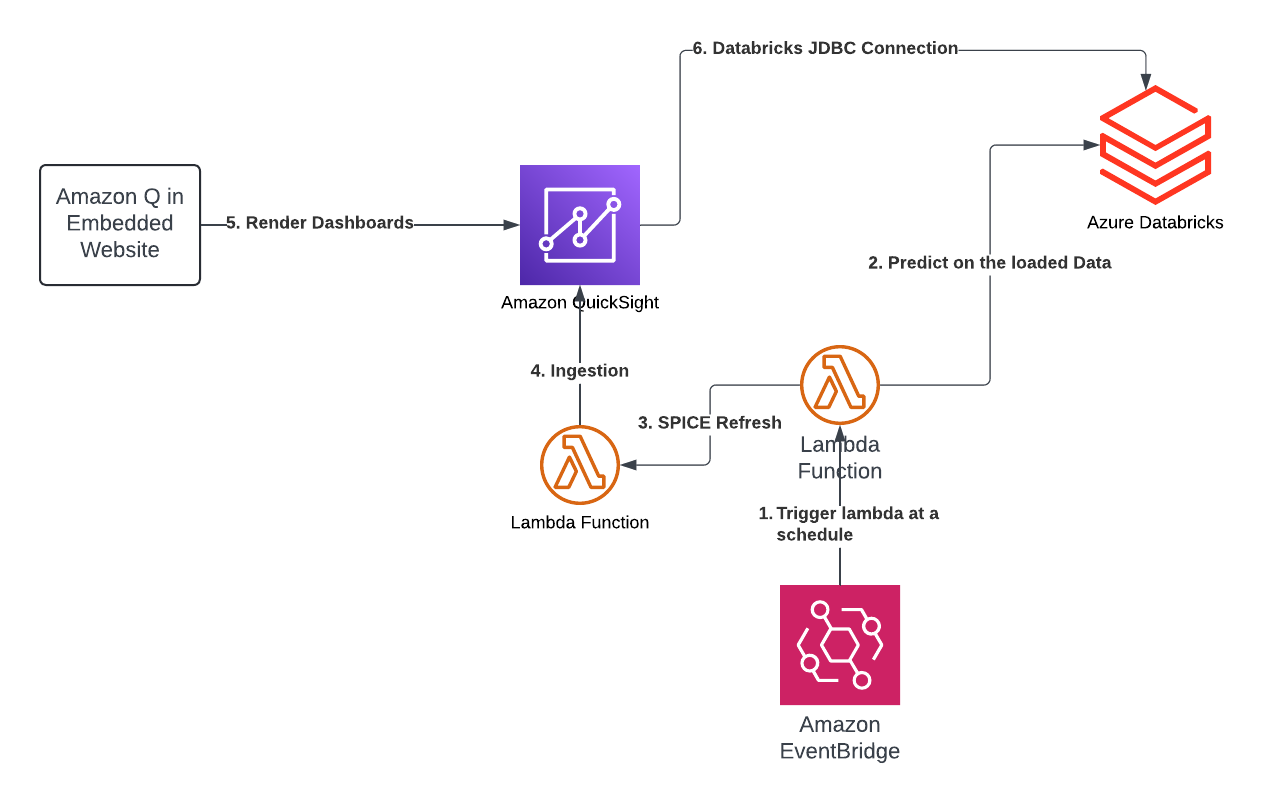 6. Databricks JDBC Connection
Amazon Q in
Embedded
Website
5. Render Dashboards
Azure Databricks
2. Predict on the loaded Data
Amazon QuickSight
4. Ingestion
3. SPICE Refresh
Lambda
Function
Lambda Function
1. Trigger lambda at a
schedule
Amazon
EventBridge